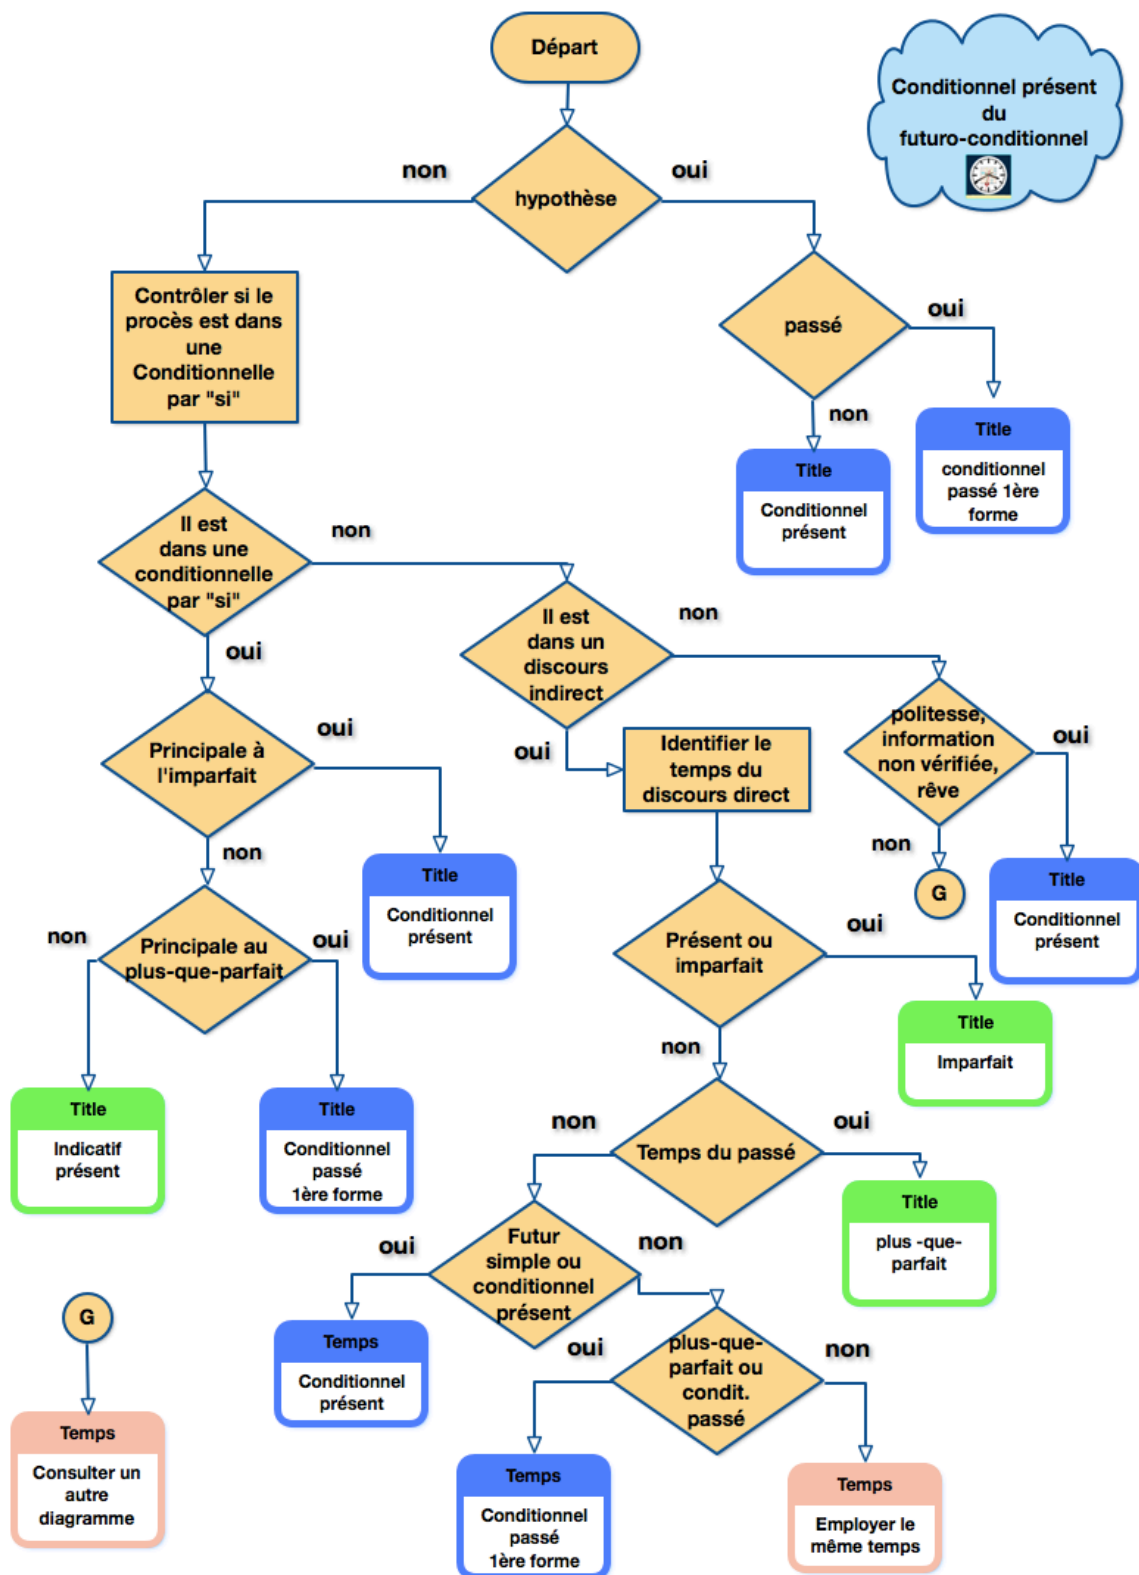 Départ
Conditionnel présent
du
futuro-conditionnel
non
oui
hypothèse
Contrôler si le
procès est dans
une
Conditionnelle
par "si"
passé
oui
non
Title
conditionnel
passé 1ère
forme
Title
Conditionnel
présent
Il est
dans une
conditionnelle
par "si"
non
oui
Il est
dans un
discours
indirect
non
oui
politesse,
information
non vérifiée,
rêve
oui
non
G
Title
Conditionnel
présent
Principale à
l'imparfait
oui
non
Title
Conditionnel
présent
Identifier le
temps du
discours direct
Présent ou
imparfait
oui
non
Title
Imparfait
Principale au
plus-que-parfait
non
oui
Title
Indicatif
présent
Title
Conditionnel
passé
1ère forme
Temps du passé
non
oui
Title
plus -que-
parfait
Futur
simple ou
conditionnel
présent
oui
non
Temps
Conditionnel
présent
plus-que-
parfait ou
condit.
passé
oui
non
Temps
Conditionnel
passé
1ère forme
Temps
Employer le
même temps
G
Temps
Consulter un
autre
diagramme